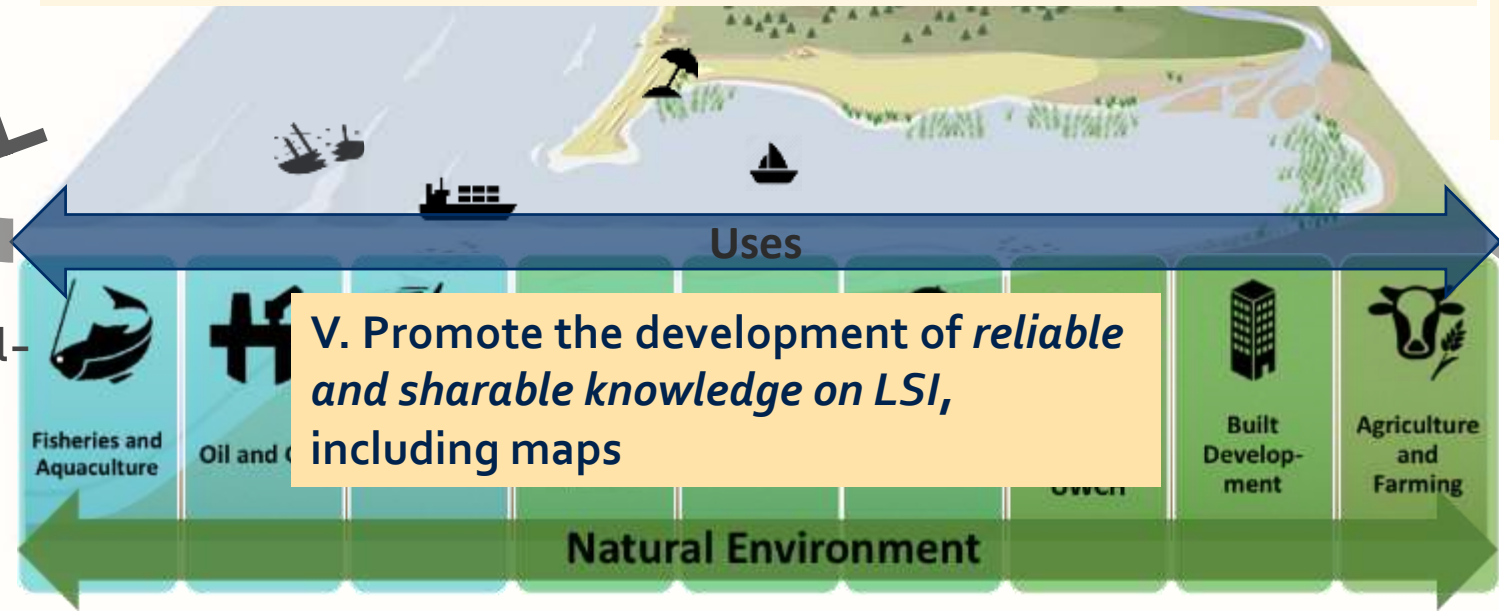 Uses
V. Promote the development of reliable
and sharable knowledge on LSI,
including maps
Fisheries and
Aquaculture
Oil and
UWCH
Built
Develop-
ment
Agriculture
and
Farming
Natural Environment